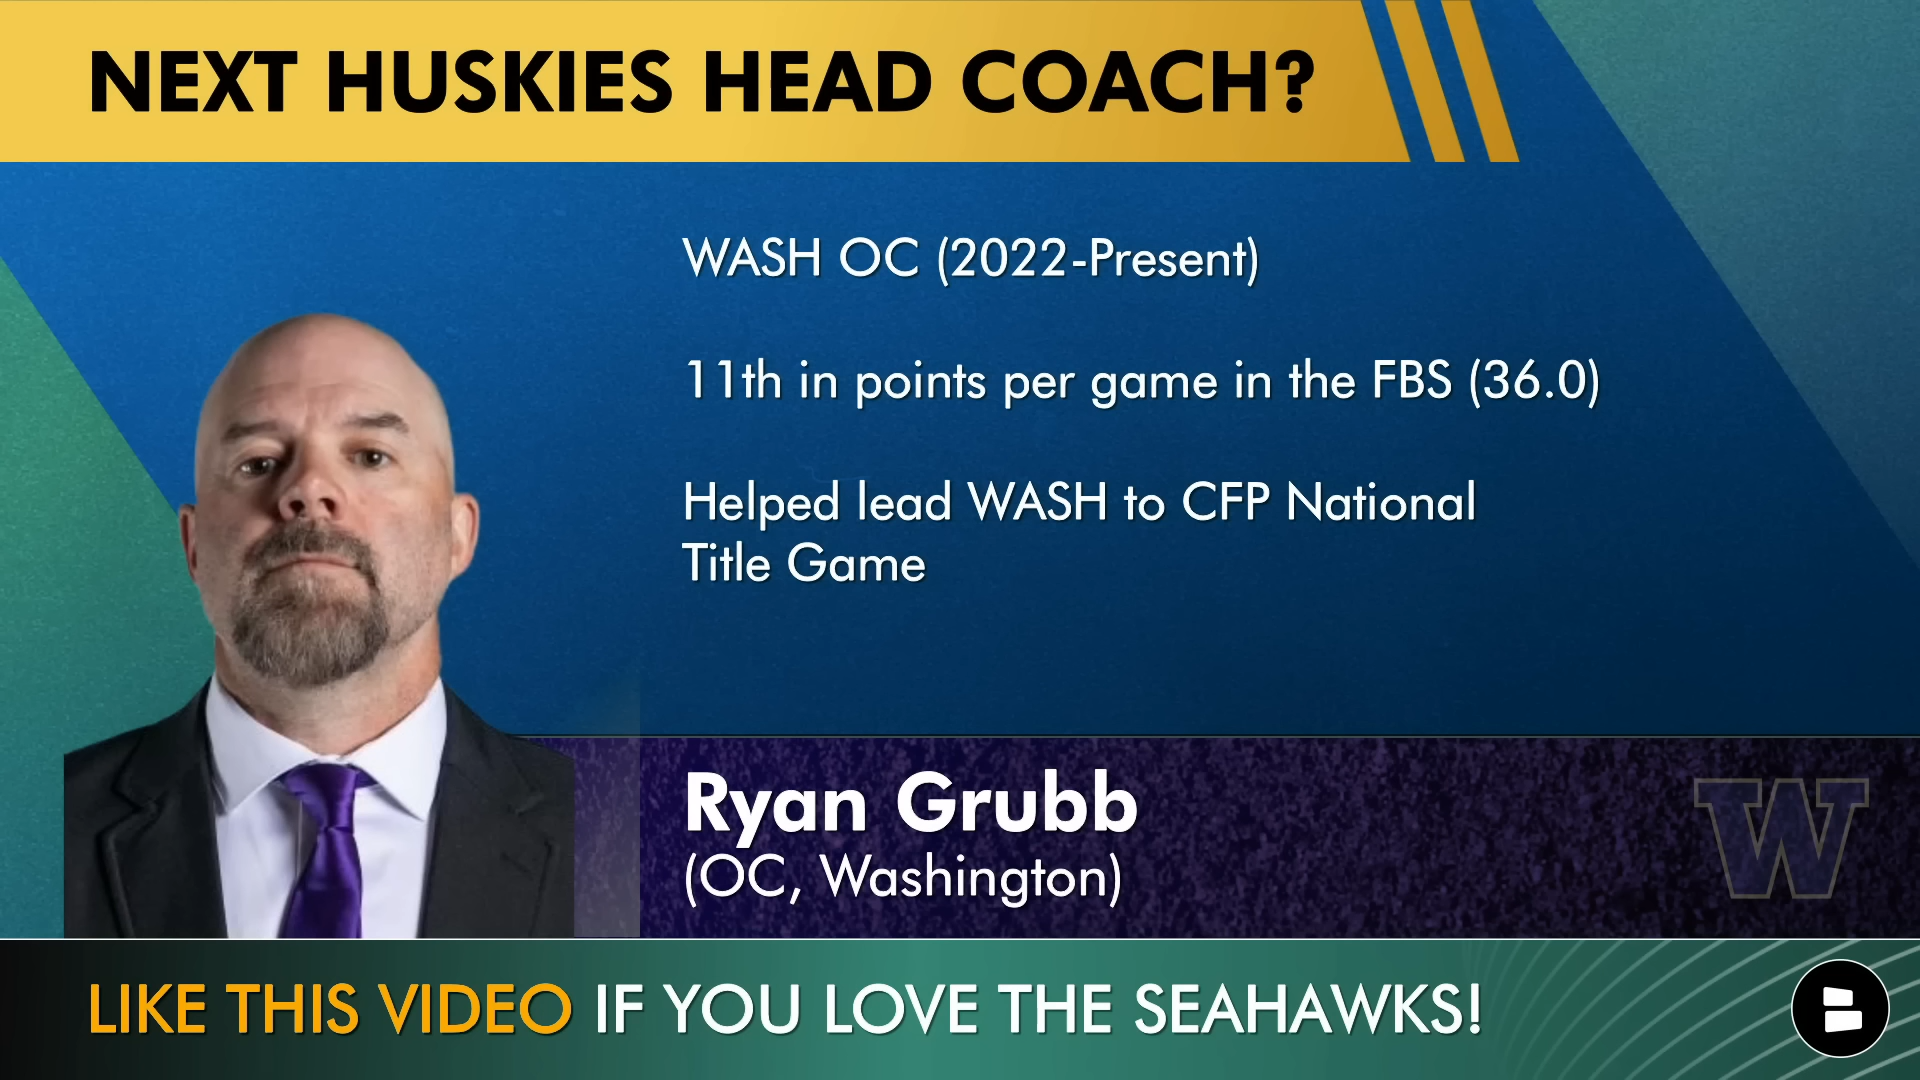 NEXT HUSKIES HEAD COACH?
WASH OC (2022-Present)
11th in points per game in the FBS (36.0)
Helped lead WASH to CFP National
Title Game
Ryan Grubb
(OC, Washington)
W
LIKE THIS VIDEO IF YOU LOVE THE SEAHAWKS!